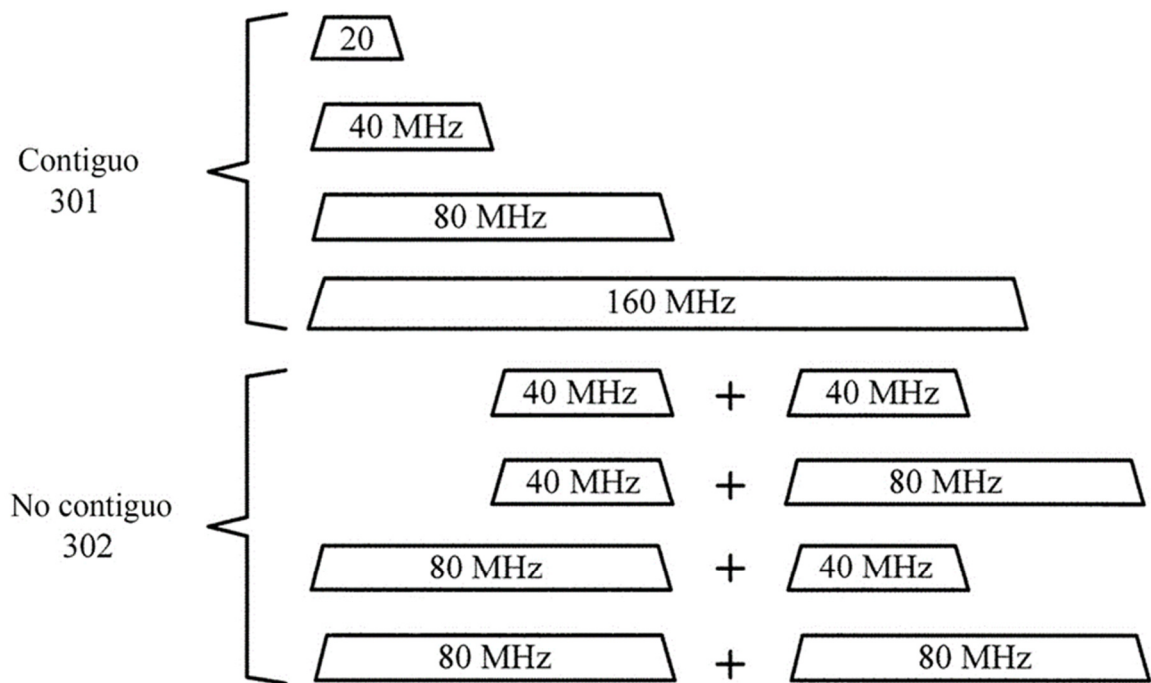 20
40 MHz
Contiguo
301
80 MHz
160 MHz
40 MHz + 40 MHz
40 MHz + 80 MHz
No contiguo
302
80 MHz + 40 MHz
80 MHz + 80 MHz